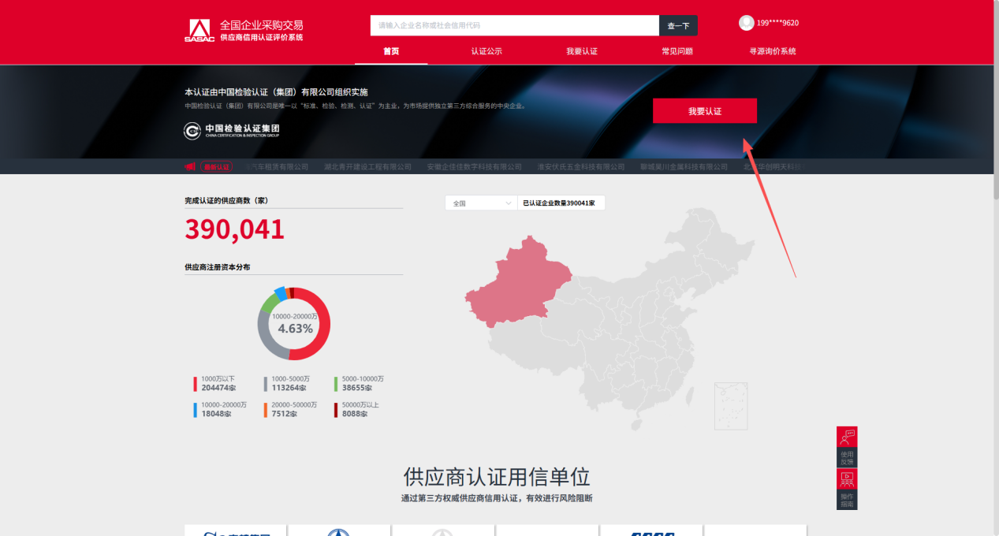 SASAC
全国企业采购交易
供应商信用认证评价系统
请输入企业名称或社会信用代码
查一下
199****9620
首页
认证公示
我要认证
常见问题
寻源询价系统
本认证由中国检验认证（集团）有限公司组织实施
中国检验认证（集团）有限公司是唯一以“标准、检验、检测、认证”为主业，为市场提供独立第三方综合服务的中央企业。
我要认证
中国检验认证集团
CHINA CERTIFICATION & INSPECTION GROUP
最新认证
汽车租赁有限公司
湖北青开建设工程有限公司
安徽企佳佳数字科技有限公司
淮安伏氏五金科技有限公司
聊城昊川金属科技有限公司
华创明天科技
完成认证的供应商数（家）
390,041
全国
已认证企业数量390041家
供应商注册资本分布
10000-20000万
4.63%
1000万以下
204474家
1000-5000万
113264家
5000-10000万
38655家
10000-20000万
18048家
20000-50000万
7512家
50000万以上
8088家
使用
反馈
操作
指南
供应商认证用信单位
通过第三方权威供应商信用认证，有效进行风险阻断